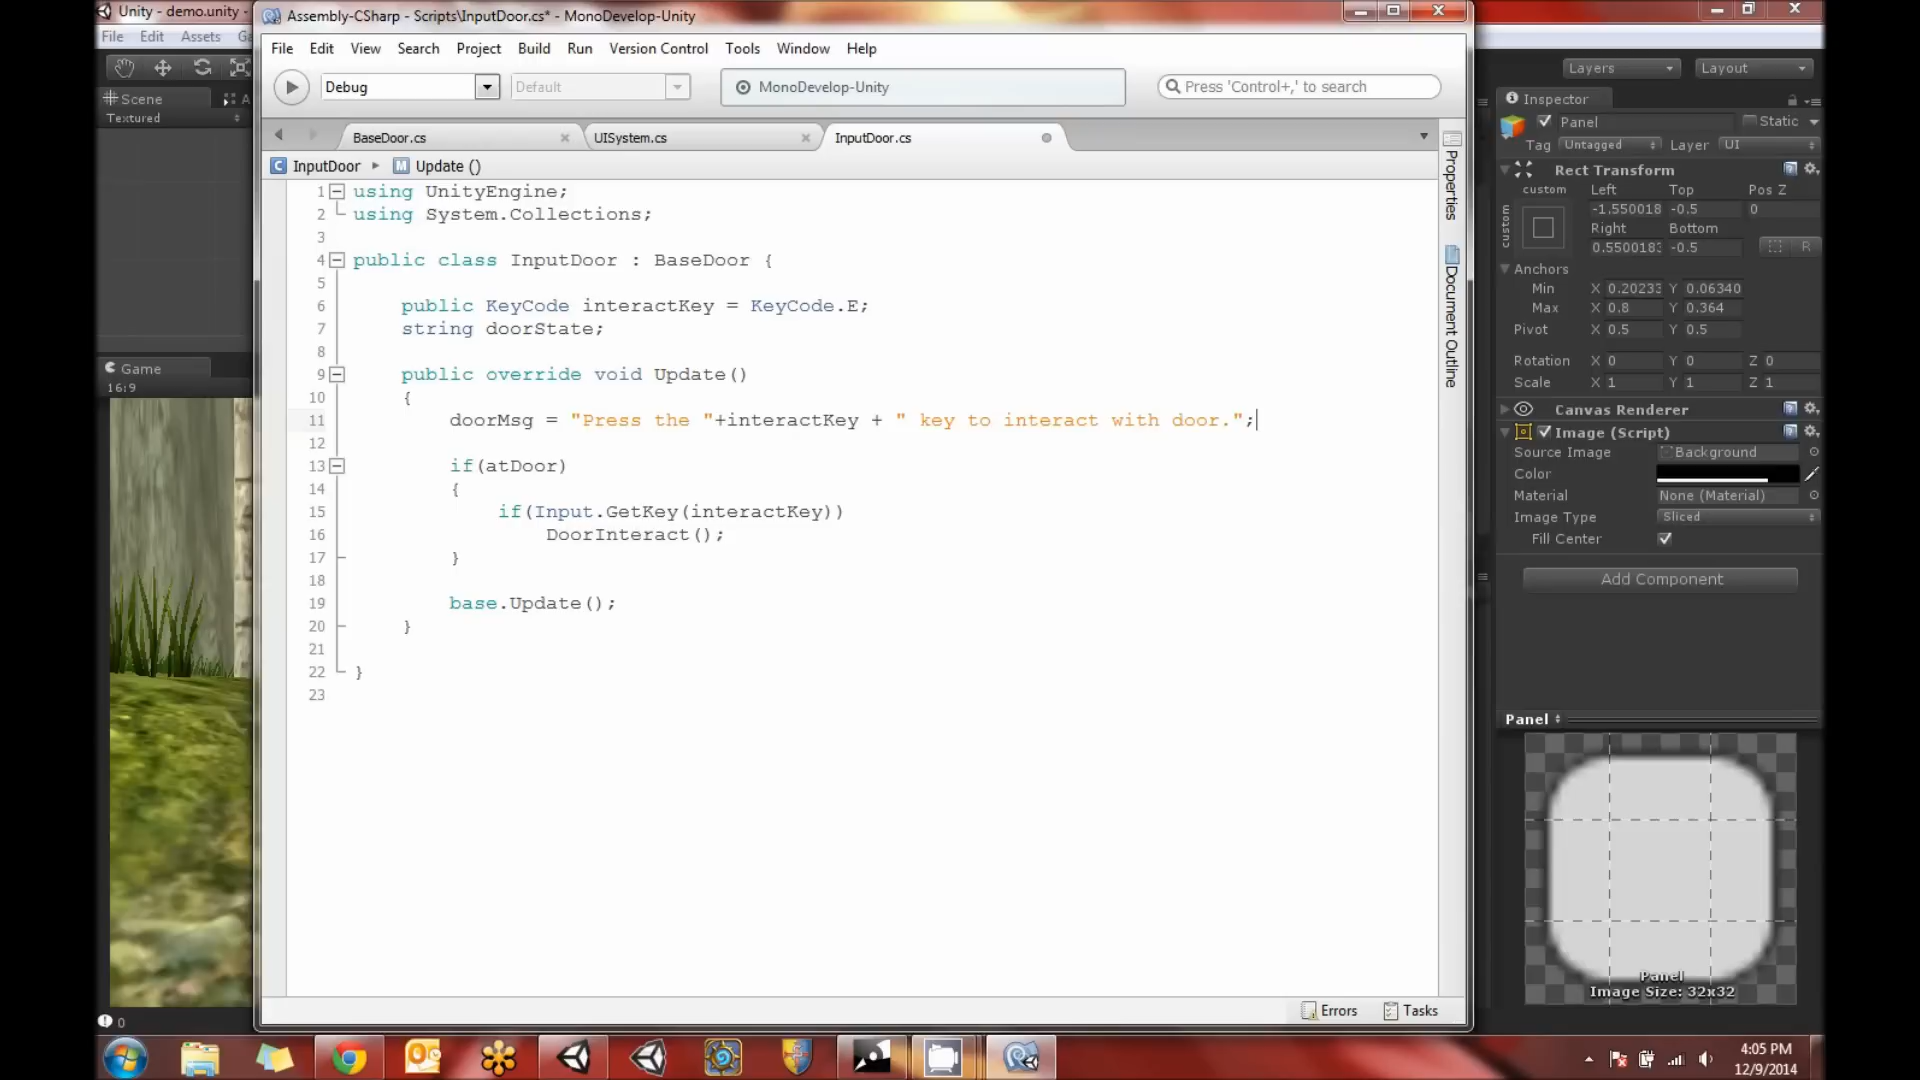 Unity - demo.unity -
File Edit Assets Ga
Scene
Textured
Game
16:9
0
Assembly-CSharp - Scripts\InputDoor.cs* - MonoDevelop-Unity
File Edit View Search Project Build Run Version Control Tools Window Help
Debug Default MonoDevelop-Unity Press 'Control+,' to search
BaseDoor.cs UISystem.cs InputDoor.cs
InputDoor Update ()
1 using UnityEngine;
2 using System.Collections;
3
4 public class InputDoor : BaseDoor {
5
6 public KeyCode interactKey = KeyCode.E;
7 string doorState;
8
9 public override void Update()
10 {
11 doorMsg = "Press the "+interactKey + " key to interact with door.";
12
13 if(atDoor)
14 {
15 if(Input.GetKey(interactKey))
16 DoorInteract();
17 }
18
19 base.Update();
20 }
21
22 }
23
Properties
Document Outline
Errors Tasks
Layers Layout
Inspector
Panel Static
Tag Untagged Layer UI
Rect Transform
custom Left Top Pos Z
custom
-1.550018 -0.5 0
Right Bottom
0.550018 -0.5 R
Anchors
Min X 0.20233 Y 0.06340
Max X 0.8 Y 0.364
Pivot X 0.5 Y 0.5
Rotation X 0 Y 0 Z 0
Scale X 1 Y 1 Z 1
Canvas Renderer
Image (Script)
Source Image Background
Color
Material None (Material)
Image Type Sliced
Fill Center
Add Component
Panel
Panel
Image Size: 32x32
4:05 PM
12/9/2014